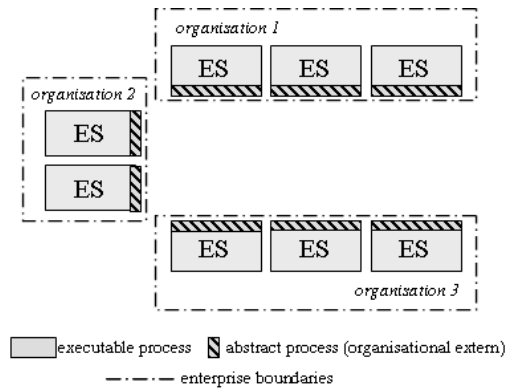 organisation 1
ES ES ES
organisation 2
ES
ES
ES ES ES
organisation 3
executable process abstract process (organisational extern)
enterprise boundaries